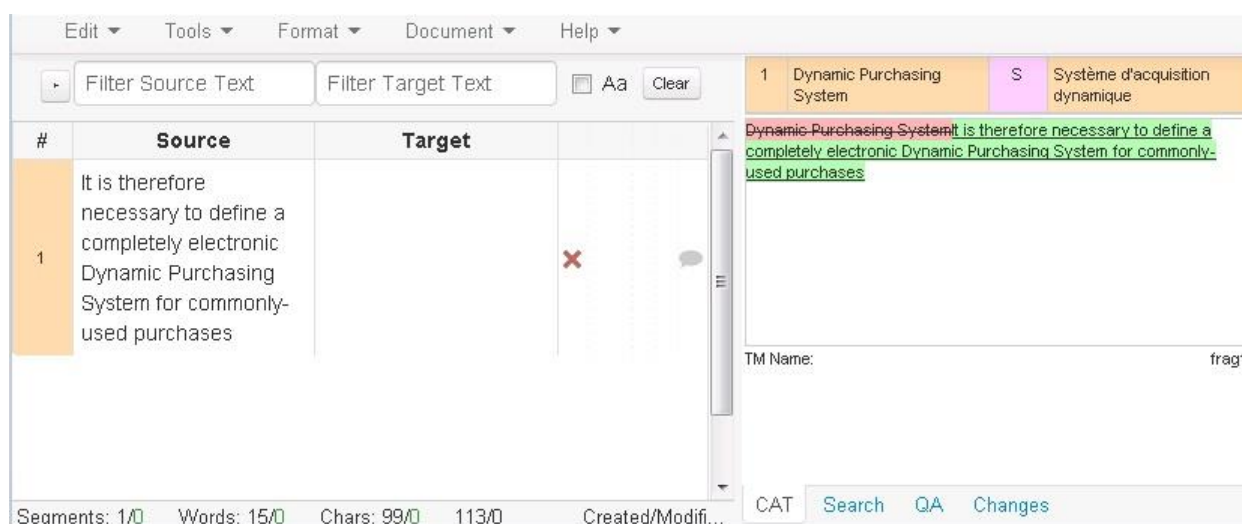 Edit Tools Format Document Help
Filter Source Text Filter Target Text Aa Clear
# Source Target
1 It is therefore
necessary to define a
completely electronic
Dynamic Purchasing
System for commonly-
used purchases
Segments: 1/0 Words: 15/0 Chars: 99/0 113/0 Created/Modifi...
1 Dynamic Purchasing S Système d'acquisition
System dynamique
Dynamic Purchasing SystemIt is therefore necessary to define a
completely electronic Dynamic Purchasing System for commonly-
used purchases
TM Name:
CAT Search QA Changes